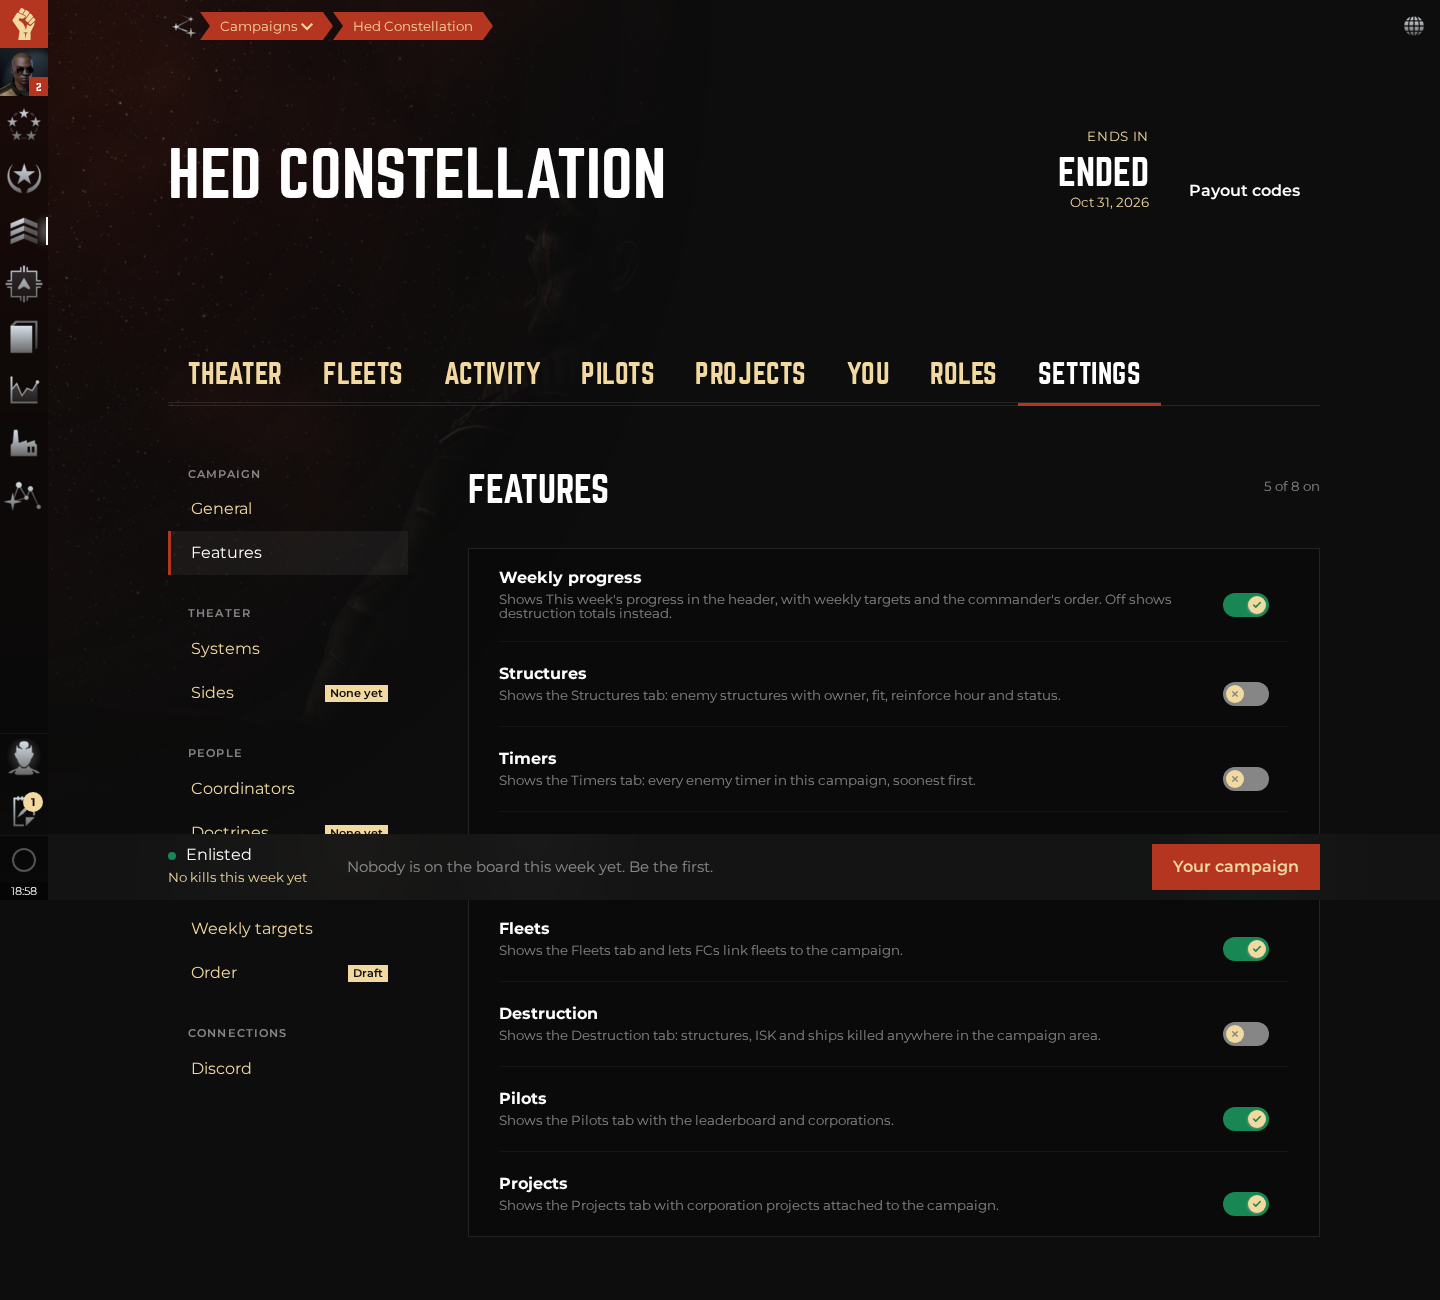 Campaigns
Hed Constellation
2
HED CONSTELLATION
ENDS IN
ENDED
Oct 31, 2026
Payout codes
THEATER
FLEETS
ACTIVITY
PILOTS
PROJECTS
YOU
ROLES
SETTINGS
CAMPAIGN
General
Features
THEATER
Systems
Sides
None yet
PEOPLE
Coordinators
Doctrines
None yet
Weekly targets
Order
Draft
CONNECTIONS
Discord
FEATURES
5 of 8 on
Weekly progress
Shows This week's progress in the header, with weekly targets and the commander's order. Off shows
destruction totals instead.
Structures
Shows the Structures tab: enemy structures with owner, fit, reinforce hour and status.
Timers
Shows the Timers tab: every enemy timer in this campaign, soonest first.
1
18:58
Enlisted
No kills this week yet
Nobody is on the board this week yet. Be the first.
Your campaign
Fleets
Shows the Fleets tab and lets FCs link fleets to the campaign.
Destruction
Shows the Destruction tab: structures, ISK and ships killed anywhere in the campaign area.
Pilots
Shows the Pilots tab with the leaderboard and corporations.
Projects
Shows the Projects tab with corporation projects attached to the campaign.